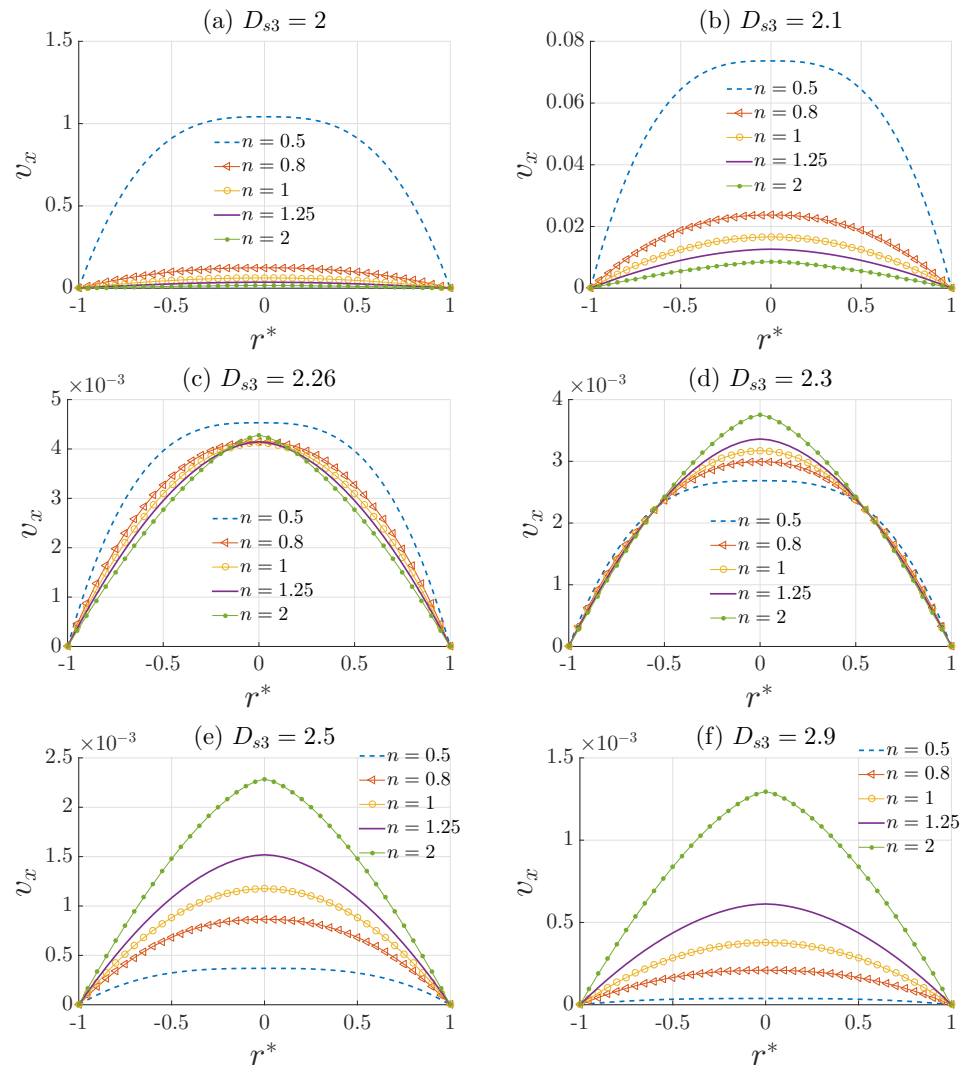 (a) D_{s3} = 2
1.5
1
0.5
0
v_x
n = 0.5
n = 0.8
n = 1
n = 1.25
n = 2
-1 -0.5 0 0.5 1
r*
(b) D_{s3} = 2.1
0.08
0.06
0.04
0.02
0
v_x
n = 0.5
n = 0.8
n = 1
n = 1.25
n = 2
-1 -0.5 0 0.5 1
r*
(c) D_{s3} = 2.26
×10⁻³
5
4
3
2
1
0
v_x
n = 0.5
n = 0.8
n = 1
n = 1.25
n = 2
-1 -0.5 0 0.5 1
r*
(d) D_{s3} = 2.3
×10⁻³
4
3
2
1
0
v_x
n = 0.5
n = 0.8
n = 1
n = 1.25
n = 2
-1 -0.5 0 0.5 1
r*
(e) D_{s3} = 2.5
×10⁻³
2.5
2
1.5
1
0.5
0
v_x
n = 0.5
n = 0.8
n = 1
n = 1.25
n = 2
-1 -0.5 0 0.5 1
r*
(f) D_{s3} = 2.9
×10⁻³
1.5
1
0.5
0
v_x
n = 0.5
n = 0.8
n = 1
n = 1.25
n = 2
-1 -0.5 0 0.5 1
r*